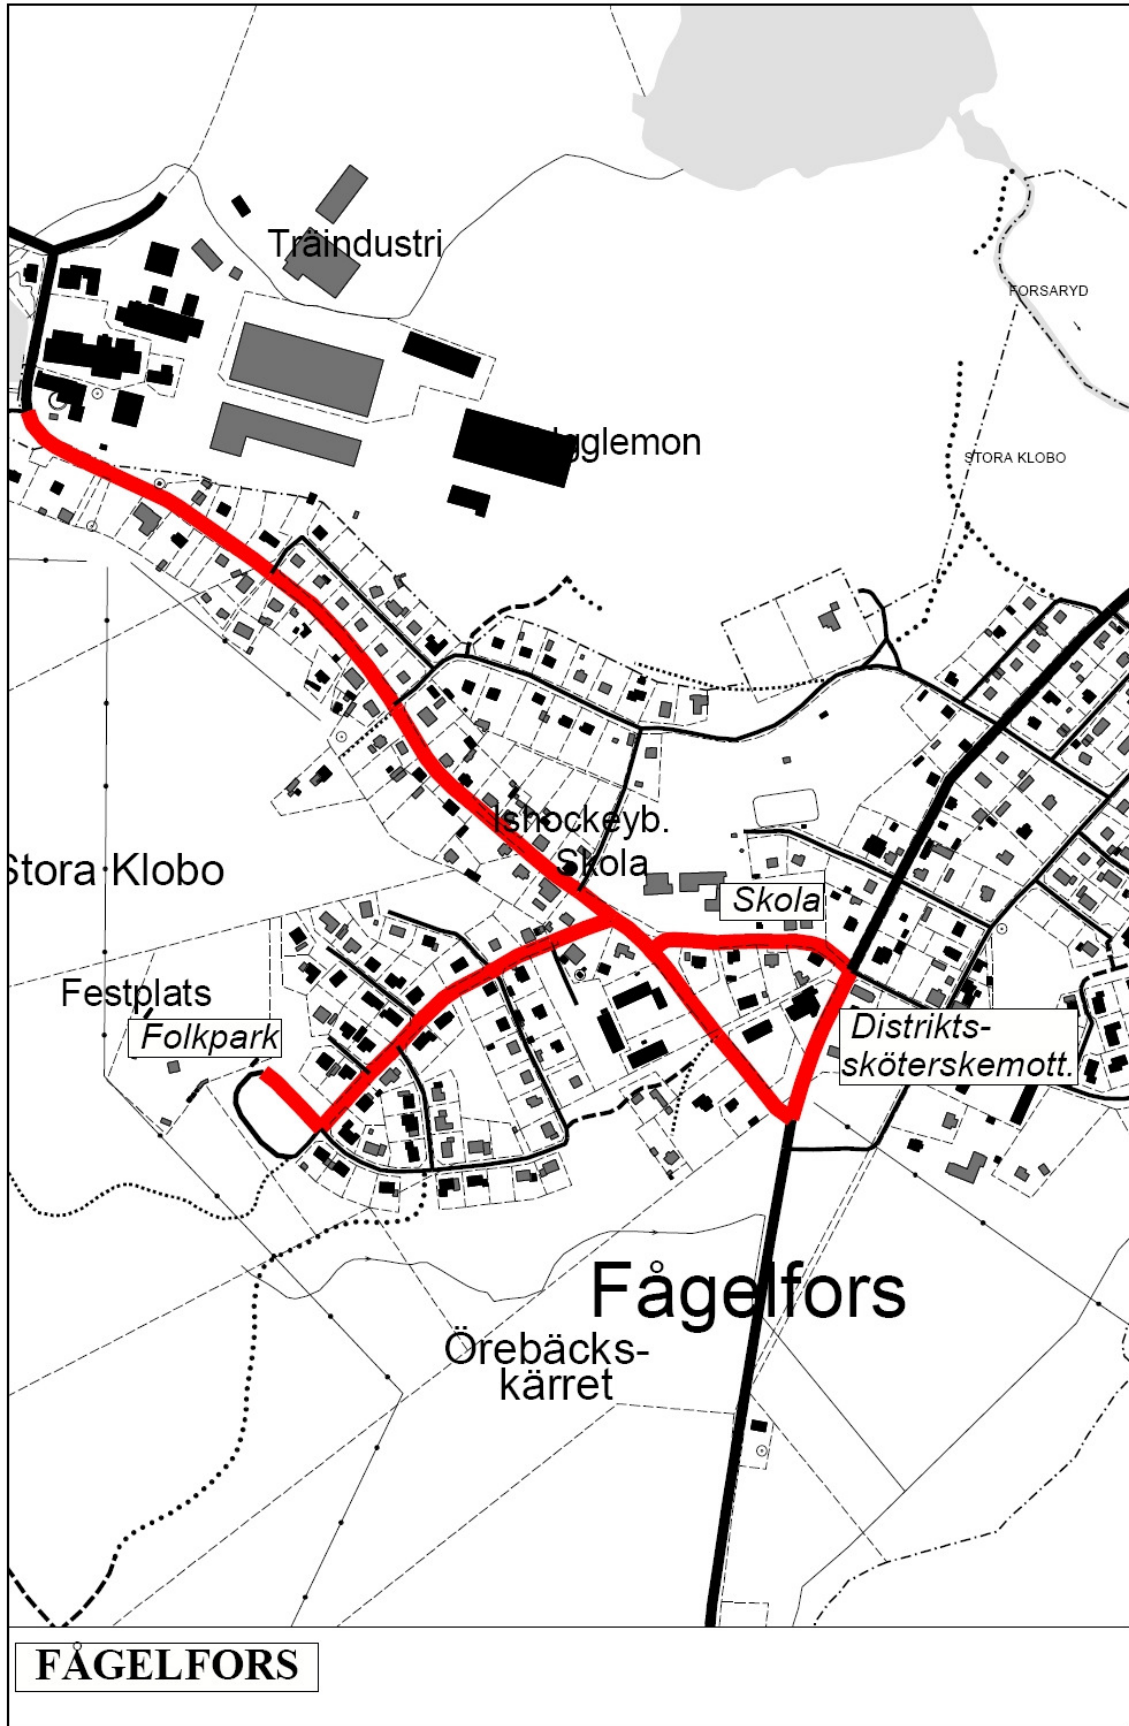 Träindustri
FORSARYD
gglemon
STORA KLOBO
Ishockeyb.
Skola
Stora Klobo
Skola
Festplats
Folkpark
Distrikts-
sköterskemott.
Fågelfors
Örebäcks-
kärret
FÅGELFORS